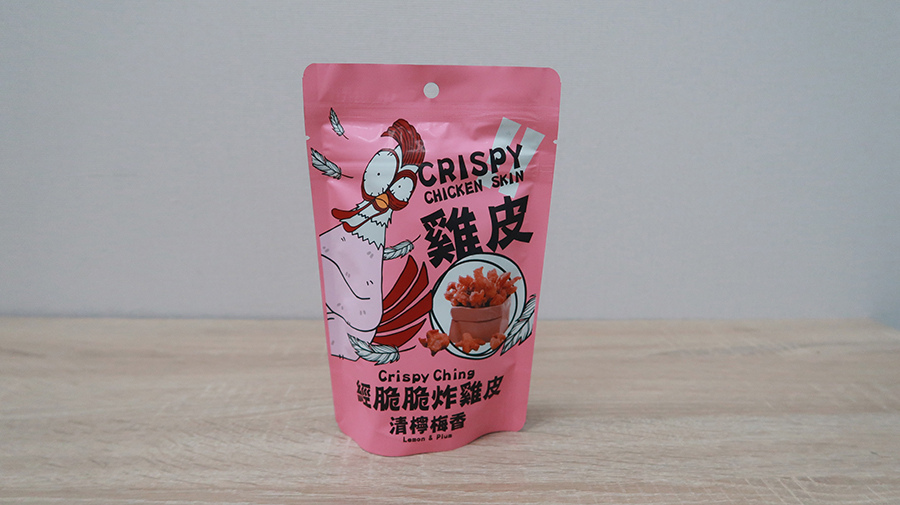 CRISPY
CHICKEN SKIN
雞皮
Crispy Ching
經脆脆炸雞皮
清檸梅香
Lemon & Plum